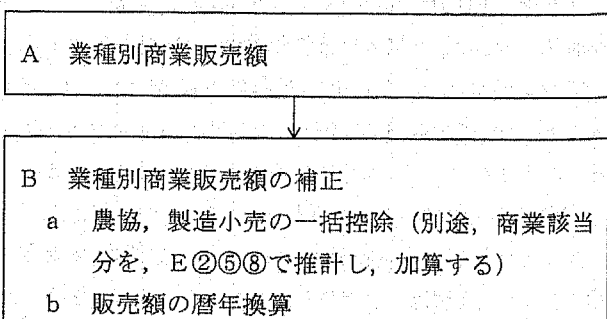 A 業種別商業販売額
B 業種別商業販売額の補正
a 農協,製造小売の一括控除(別途,商業該当
分を,E②⑤⑧で推計し,加算する)
b 販売額の暦年換算